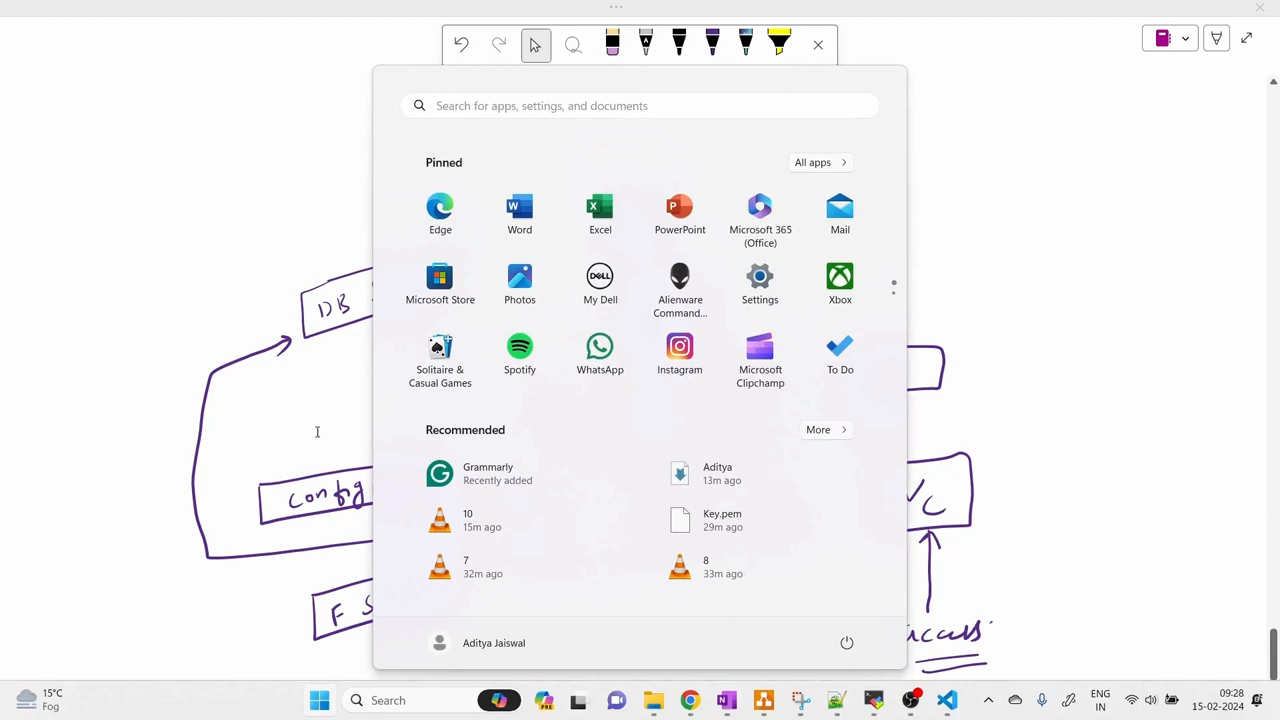 Search for apps, settings, and documents
Pinned
All apps
Edge
Word
Excel
PowerPoint
Microsoft 365
(Office)
Mail
Microsoft Store
Photos
DELL
My Dell
Alienware
Command...
Settings
Xbox
Solitaire &
Casual Games
Spotify
WhatsApp
Instagram
Microsoft
Clipchamp
To Do
Recommended
More
Grammarly
Recently added
Aditya
13m ago
10
15m ago
Key.pem
29m ago
7
32m ago
8
33m ago
Aditya Jaiswal
DB
Config
F S
VC
15°C
Fog
Search
ENG
IN
09:28
15-02-2024